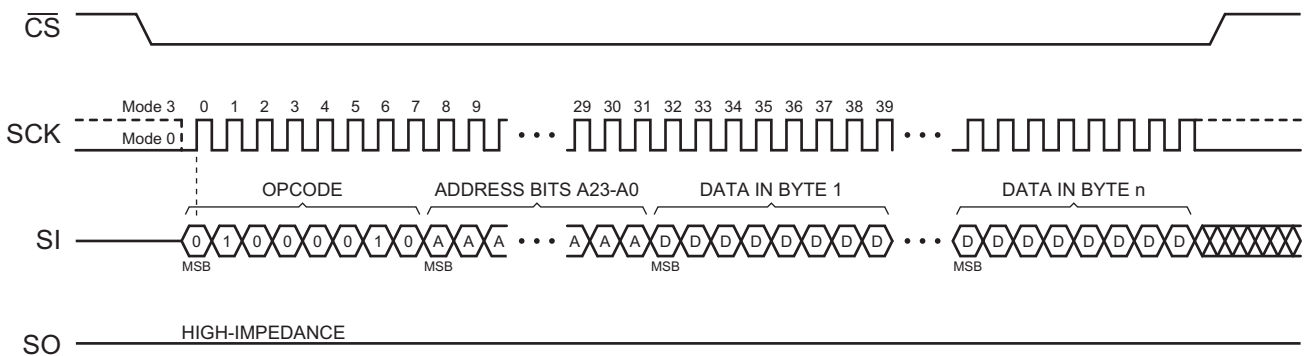 CS
Mode 3 0 1 2 3 4 5 6 7 8 9 29 30 31 32 33 34 35 36 37 38 39
SCK
Mode 0
OPCODE ADDRESS BITS A23-A0 DATA IN BYTE 1 DATA IN BYTE n
SI 0 1 0 0 0 0 1 0 A A A A A A D D D D D D D D D D D D D D D D
MSB MSB MSB MSB
HIGH-IMPEDANCE
SO